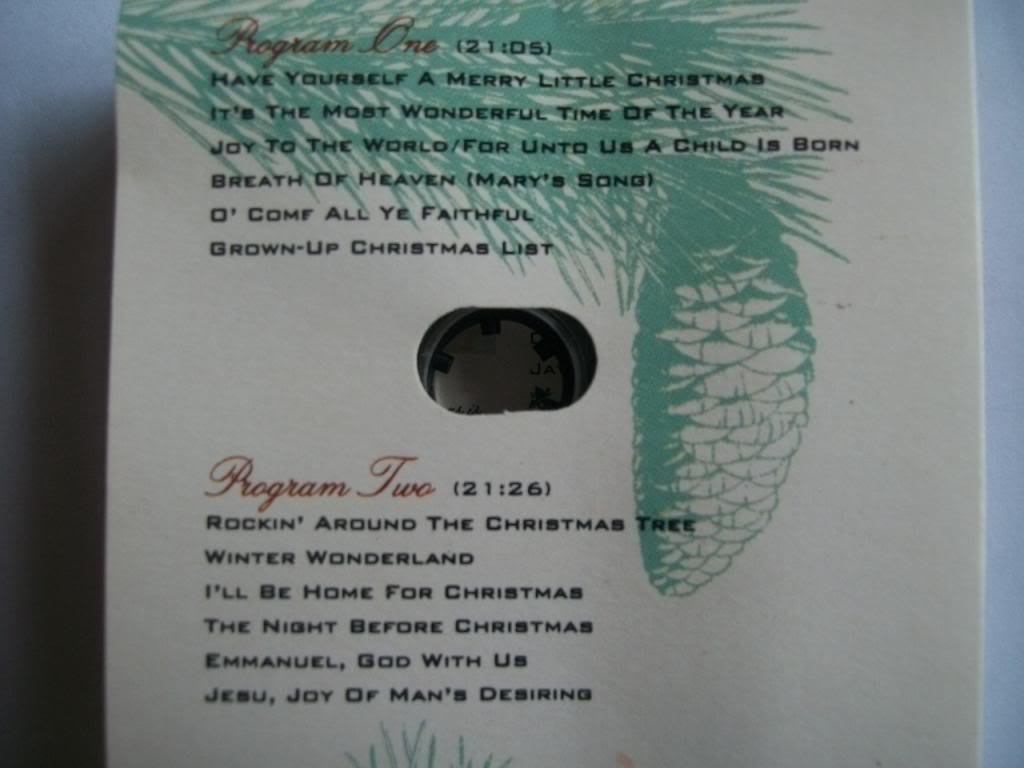 Program One (21:05)
HAVE YOURSELF A MERRY LITTLE CHRISTMAS
IT'S THE MOST WONDERFUL TIME OF THE YEAR
JOY TO THE WORLD/FOR UNTO US A CHILD IS BORN
BREATH OF HEAVEN (MARY'S SONG)
O' COME ALL YE FAITHFUL
GROWN-UP CHRISTMAS LIST
JA
Program Two (21:26)
ROCKIN' AROUND THE CHRISTMAS TREE
WINTER WONDERLAND
I'LL BE HOME FOR CHRISTMAS
THE NIGHT BEFORE CHRISTMAS
EMMANUEL, GOD WITH US
JESU, JOY OF MAN'S DESIRING